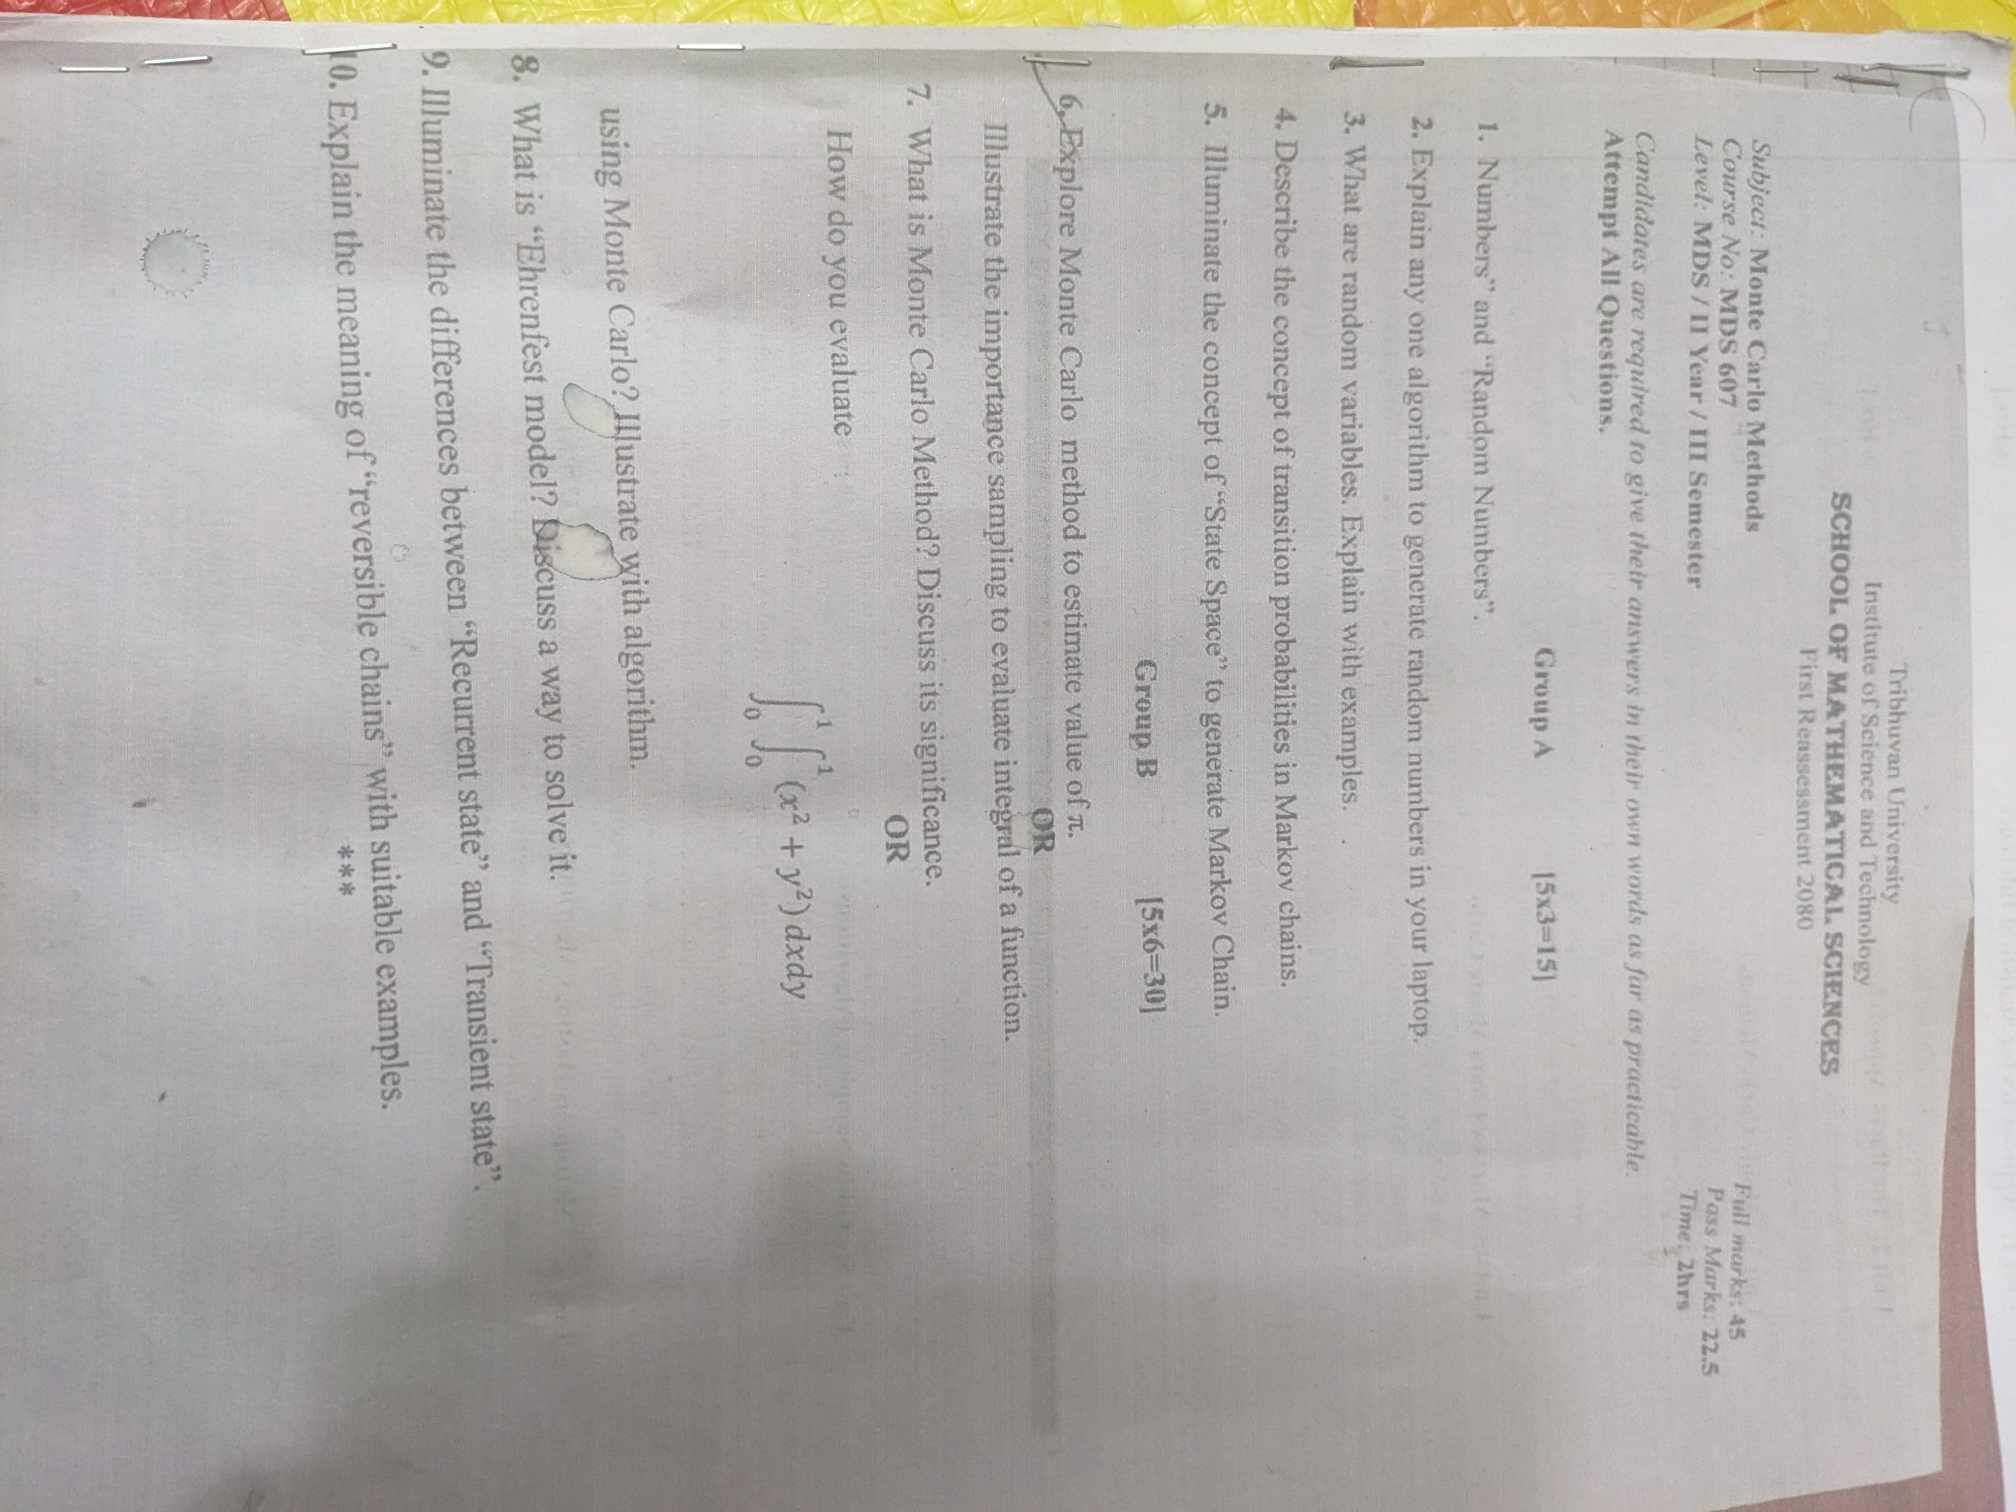 Tribhuvan University
Institute of Science and Technology
SCHOOL OF MATHEMATICAL SCIENCES
First Reassessment 2080
Subject: Monte Carlo Methods
Course No: MDS 607
Level: MDS / II Year / III Semester
Full marks: 45
Pass Marks: 22.5
Time: 2hrs
Candidates are required to give their answers in their own words as far as practicable.
Attempt All Questions.
Group A [5x3=15]
1. Numbers” and “Random Numbers”.
2. Explain any one algorithm to generate random numbers in your laptop.
3. What are random variables. Explain with examples.
4. Describe the concept of transition probabilities in Markov chains.
5. Illuminate the concept of “State Space” to generate Markov Chain.
Group B [5x6=30]
6. Explore Monte Carlo method to estimate value of π.
OR
Illustrate the importance sampling to evaluate integral of a function.
7. What is Monte Carlo Method? Discuss its significance.
OR
How do you evaluate
∫₀¹ ∫₀¹ (x² + y²) dxdy
using Monte Carlo? Illustrate with algorithm.
8. What is “Ehrenfest model? Discuss a way to solve it.
9. Illuminate the differences between “Recurrent state” and “Transient state”.
10. Explain the meaning of “reversible chains” with suitable examples.
***